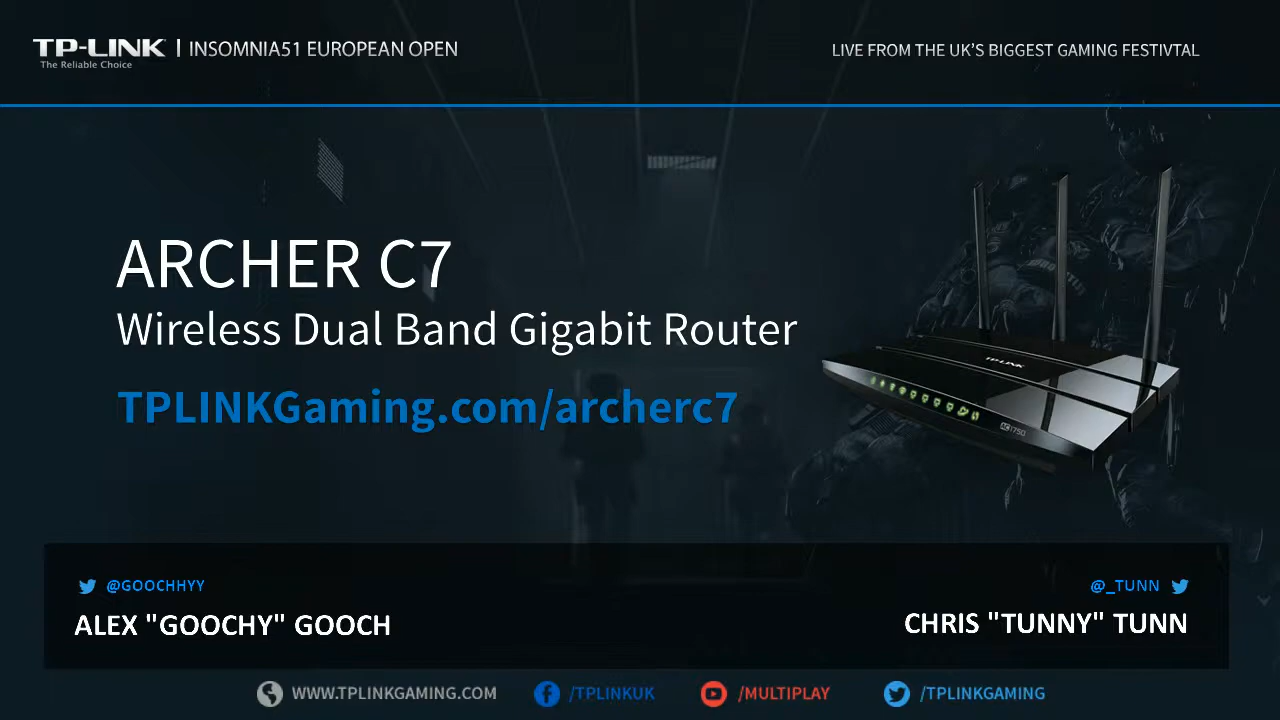 TP-LINK | INSOMNIA51 EUROPEAN OPEN
The Reliable Choice
LIVE FROM THE UK'S BIGGEST GAMING FESTIVTAL
ARCHER C7
Wireless Dual Band Gigabit Router
TPLINKGaming.com/archerc7
TP-LINK
AC1750
@GOOCHHYY
ALEX "GOOCHY" GOOCH
@_TUNN
CHRIS "TUNNY" TUNN
WWW.TPLINKGAMING.COM
/TPLINKUK
/MULTIPLAY
/TPLINKGAMING